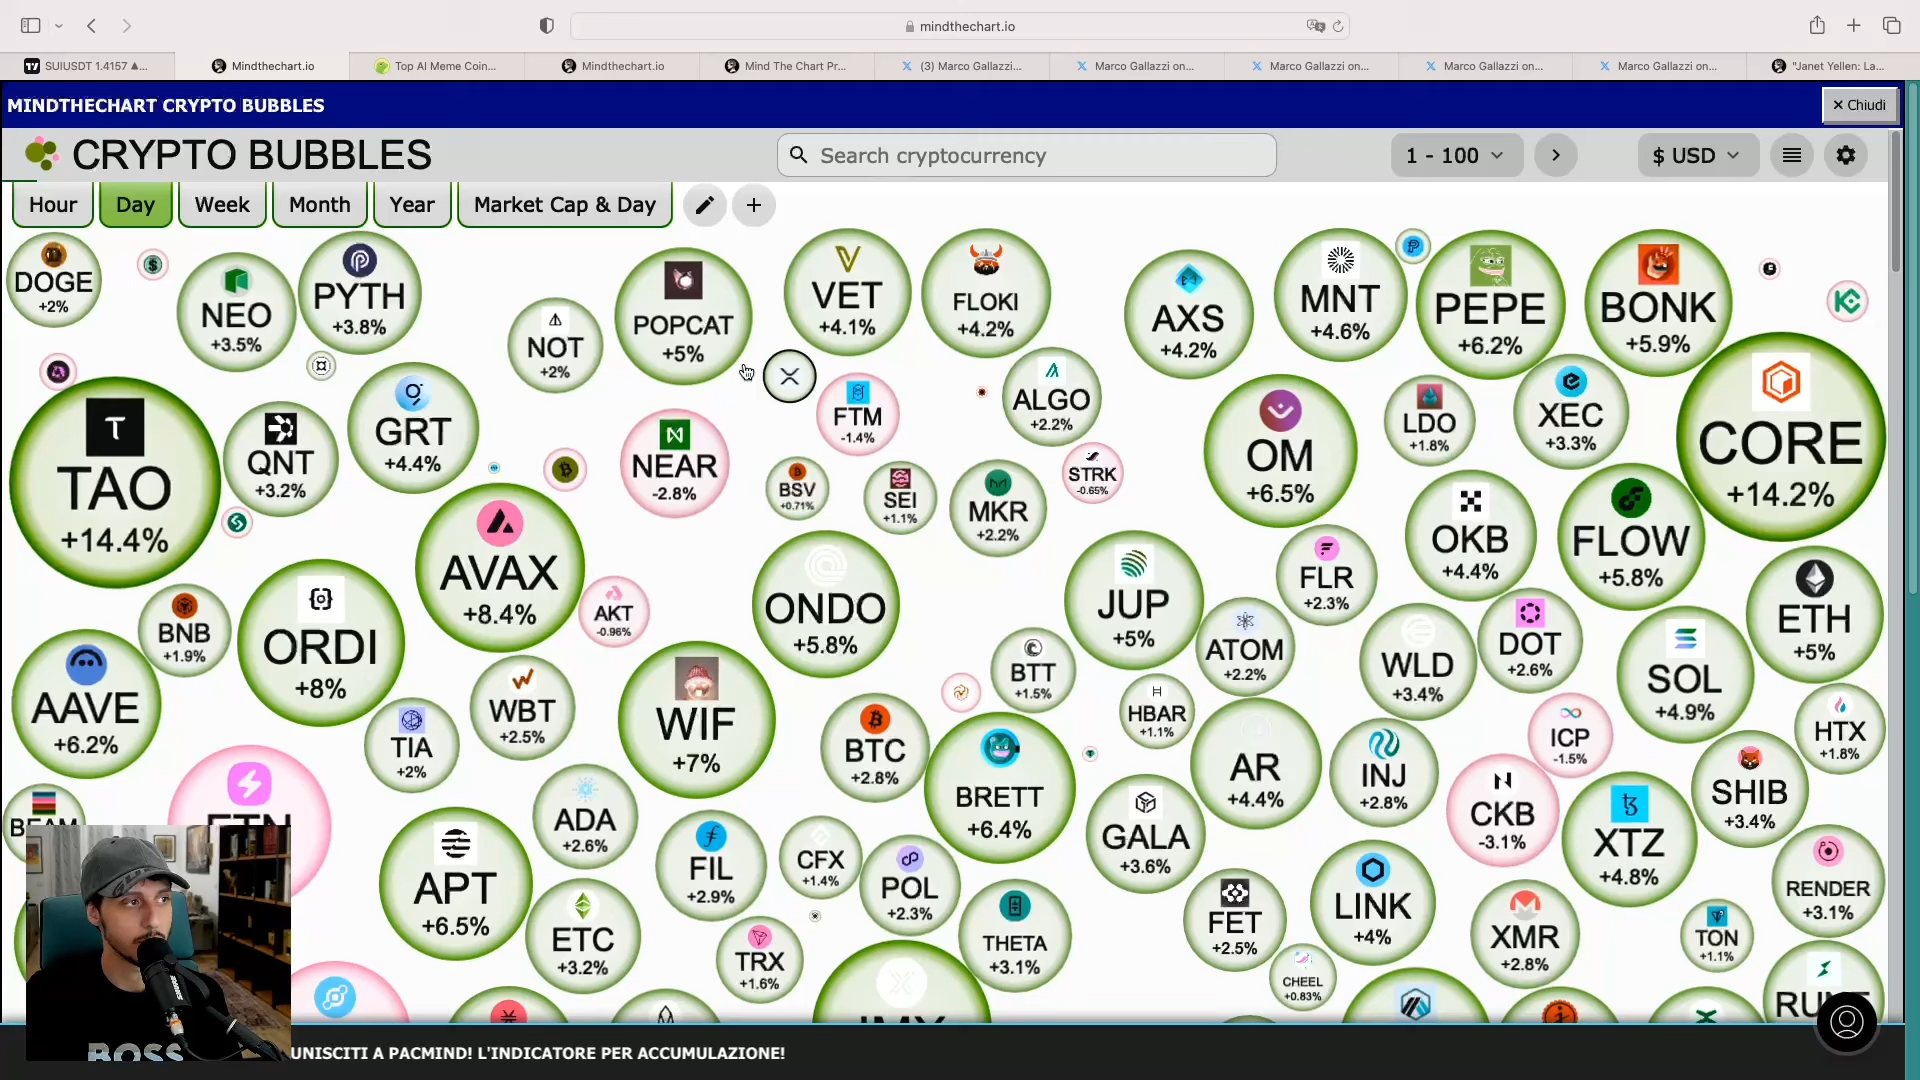 mindthechart.io
SUIUSDT 1.4157 ▲...
Mindthechart.io
Top AI Meme Coin...
Mindthechart.io
Mind The Chart Pr...
(3) Marco Gallazzi...
Marco Gallazzi on...
Marco Gallazzi on...
Marco Gallazzi on...
Marco Gallazzi on...
"Janet Yellen: La...
MINDTHECHART CRYPTO BUBBLES
× Chiudi
CRYPTO BUBBLES
Search cryptocurrency
1 - 100
$ USD
Hour
Day
Week
Month
Year
Market Cap & Day
DOGE
+2%
NEO
+3.5%
PYTH
+3.8%
NOT
+2%
POPCAT
+5%
VET
+4.1%
FLOKI
+4.2%
AXS
+4.2%
MNT
+4.6%
PEPE
+6.2%
BONK
+5.9%
TAO
+14.4%
QNT
+3.2%
GRT
+4.4%
NEAR
-2.8%
FTM
-1.4%
ALGO
+2.2%
BSV
+0.71%
SEI
+1.1%
MKR
+2.2%
STRK
-0.65%
OM
+6.5%
LDO
+1.8%
XEC
+3.3%
CORE
+14.2%
AVAX
+8.4%
OKB
+4.4%
FLOW
+5.8%
BNB
+1.9%
ORDI
+8%
AKT
-0.96%
ONDO
+5.8%
JUP
+5%
FLR
+2.3%
ETH
+5%
AAVE
+6.2%
TIA
+2%
WBT
+2.5%
WIF
+7%
BTC
+2.8%
BTT
+1.5%
ATOM
+2.2%
WLD
+3.4%
DOT
+2.6%
SOL
+4.9%
HBAR
+1.1%
ICP
-1.5%
HTX
+1.8%
BEAM
ETN
ADA
+2.6%
BRETT
+6.4%
AR
+4.4%
INJ
+2.8%
CKB
-3.1%
SHIB
+3.4%
APT
+6.5%
FIL
+2.9%
CFX
+1.4%
POL
+2.3%
GALA
+3.6%
XTZ
+4.8%
RENDER
+3.1%
ETC
+3.2%
TRX
+1.6%
THETA
+3.1%
FET
+2.5%
LINK
+4%
XMR
+2.8%
TON
+1.1%
CHEEL
+0.83%
IMX
RUNE
BOSS
UNISCITI A PACMIND! L'INDICATORE PER ACCUMULAZIONE!